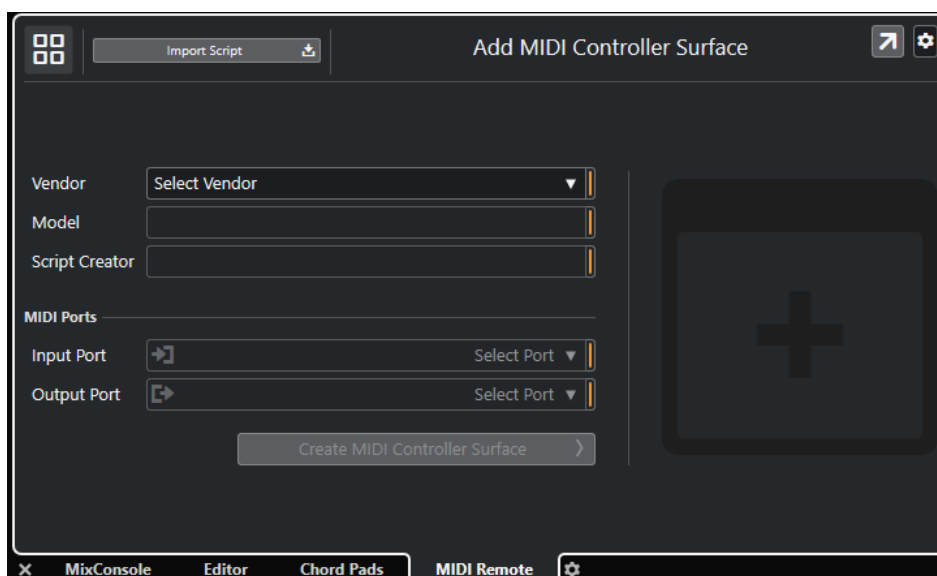 Import Script
Add MIDI Controller Surface
Vendor Select Vendor
Model
Script Creator
MIDI Ports
Input Port Select Port
Output Port Select Port
Create MIDI Controller Surface
MixConsole Editor Chord Pads MIDI Remote